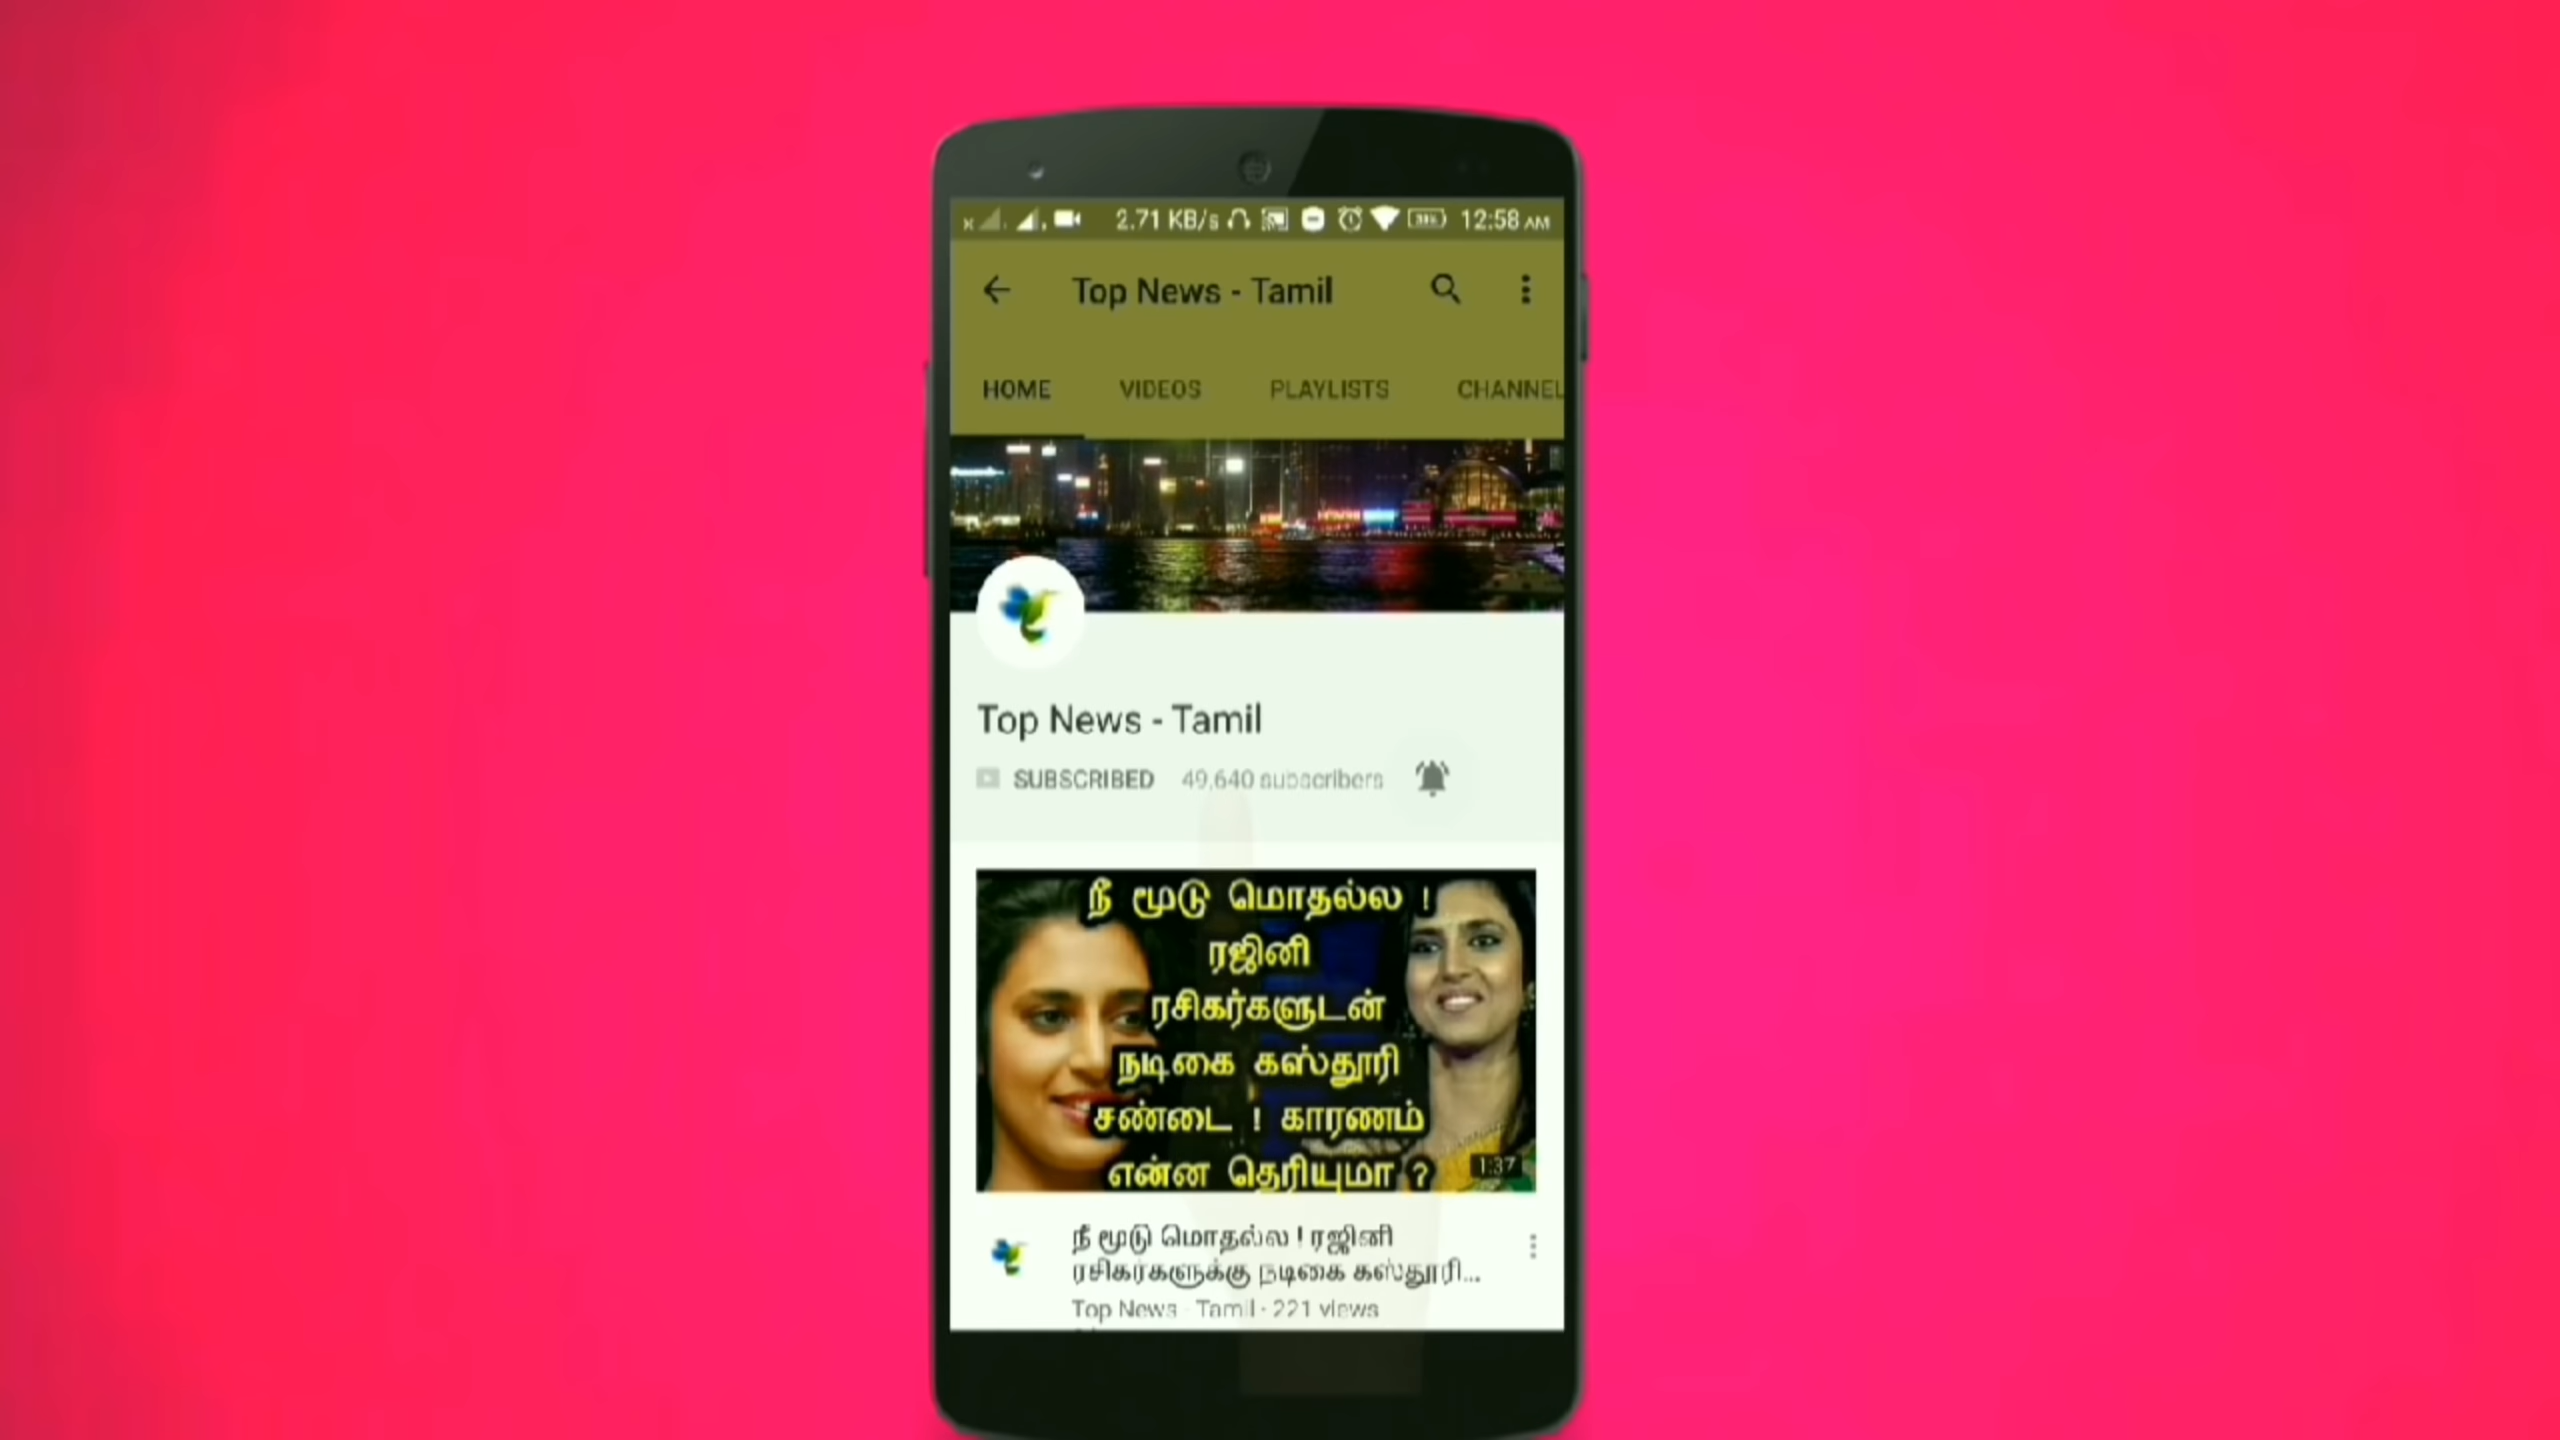 2.71 KB/s 12:58 AM
Top News - Tamil
HOME VIDEOS PLAYLISTS CHANNEL
Top News - Tamil
SUBSCRIBED 49,640 subscribers
நீ மூடு மொதல்ல !
ரஜினி
ரசிகர்களுடன்
நடிகை கஸ்தூரி
சண்டை ! காரணம்
என்ன தெரியுமா ?
1:37
நீ மூடு மொதல்ல ! ரஜினி
ரசிகர்களுக்கு நடிகை கஸ்தூரி...
Top News - Tamil · 221 views